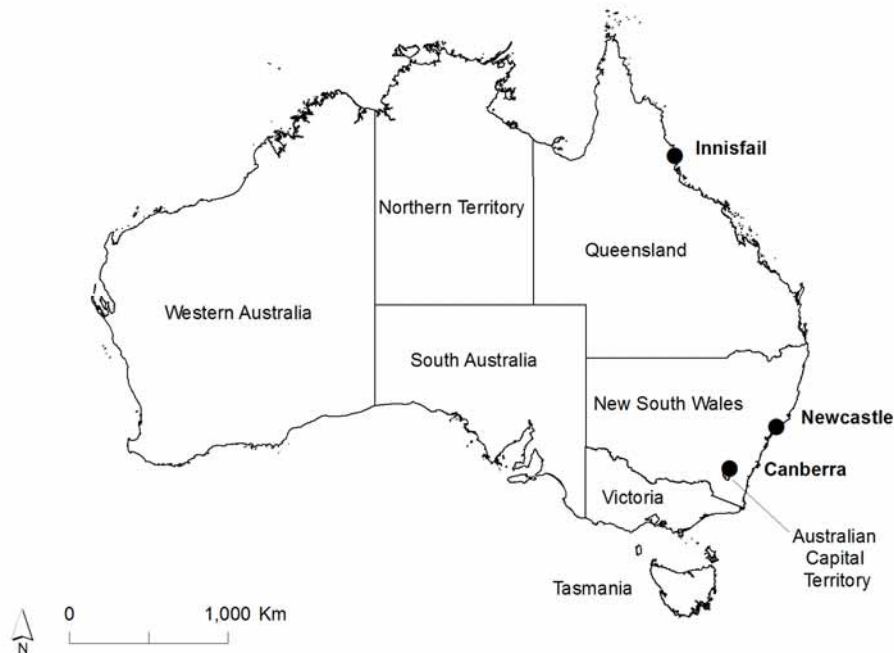 Innisfail
Northern Territory
Queensland
Western Australia
South Australia
New South Wales
Newcastle
Canberra
Victoria
Australian
Capital
Territory
Tasmania
0 1,000 Km
N